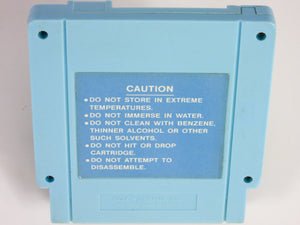 CAUTION
●DO NOT STORE IN EXTREME
TEMPERATURES.
●DO NOT IMMERSE IN WATER.
●DO NOT CLEAN WITH BENZENE,
THINNER ALCOHOL OR OTHER
SUCH SOLVENTS.
●DO NOT HIT OR DROP
CARTRIDGE.
●DO NOT ATTEMPT TO
DISASSEMBLE.